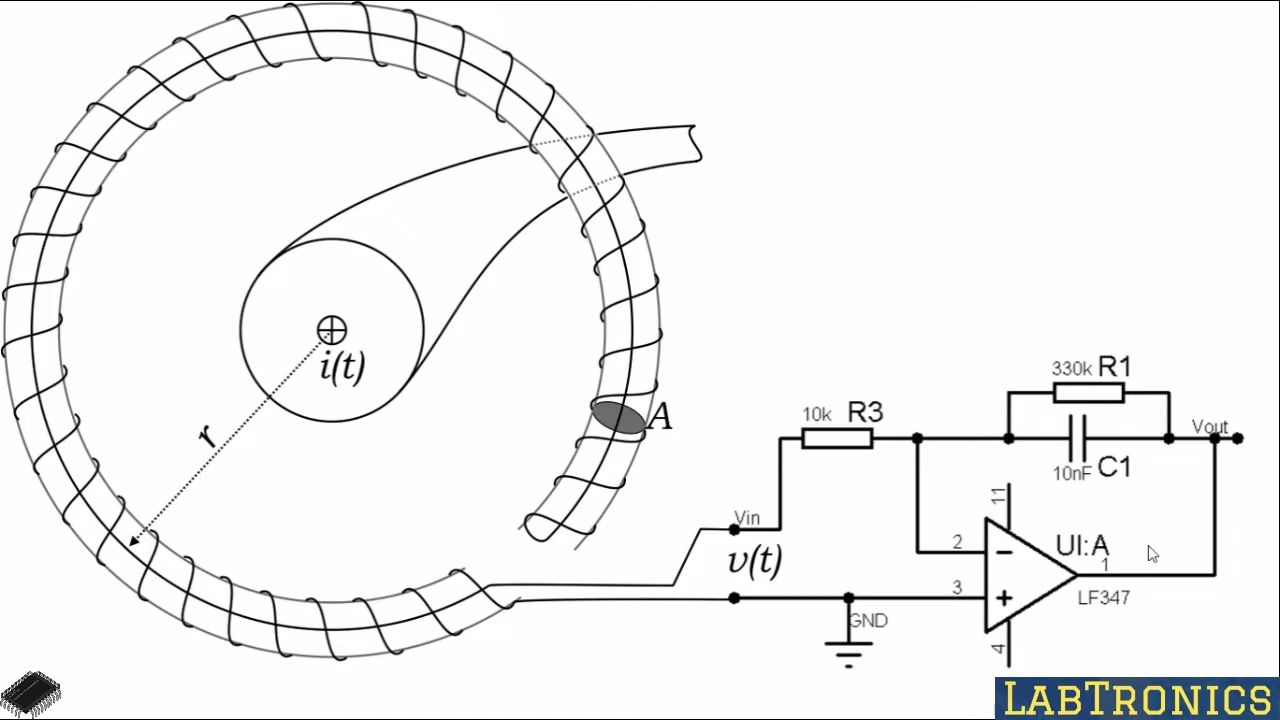 i(t)
r
A
330k R1
10k R3
Vout
10nF C1
11
Vin
2
UI:A
v(t)
1
3
LF347
GND
4
LABTRONICS